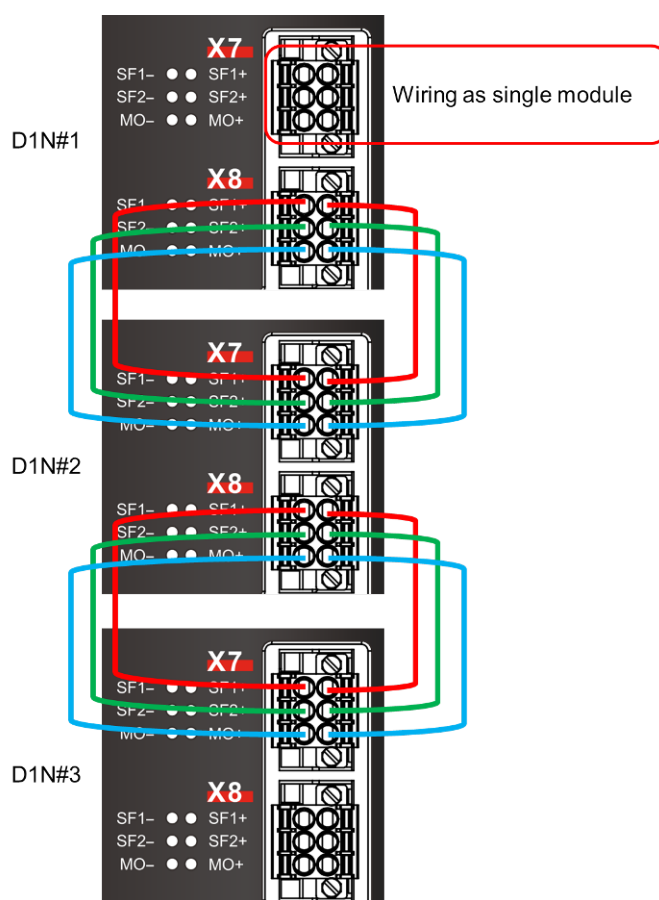 X7
SF1– SF1+
SF2– SF2+
MO– MO+
Wiring as single module
D1N#1
X8
SF1 SF1+
SF2 SF2+
MO MO+
X7
SF1– SF1+
SF2– SF2+
MO– MO+
D1N#2
X8
SF1– SF1+
SF2– SF2+
MO– MO+
X7
SF1– SF1+
SF2– SF2+
MO– MO+
D1N#3
X8
SF1– SF1+
SF2– SF2+
MO– MO+